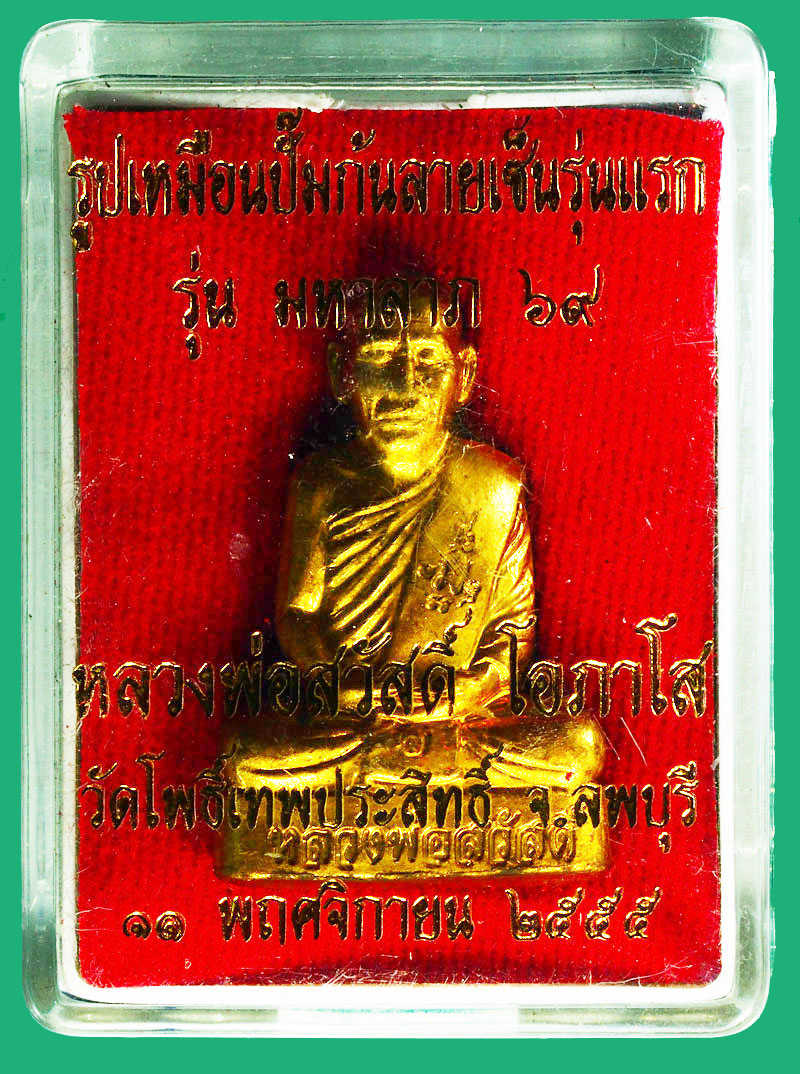 รูปเหมือนปั๊มก้นลายเซ็นรุ่นแรก
รุ่น มหาลาภ ๖๙
หลวงพ่อสวัสดิ์ โอภาโส
วัดโพธิ์เทพประสิทธิ์ จ.ลพบุรี
หลวงพ่อสวัสดิ์
๑๑ พฤศจิกายน ๒๕๕๕